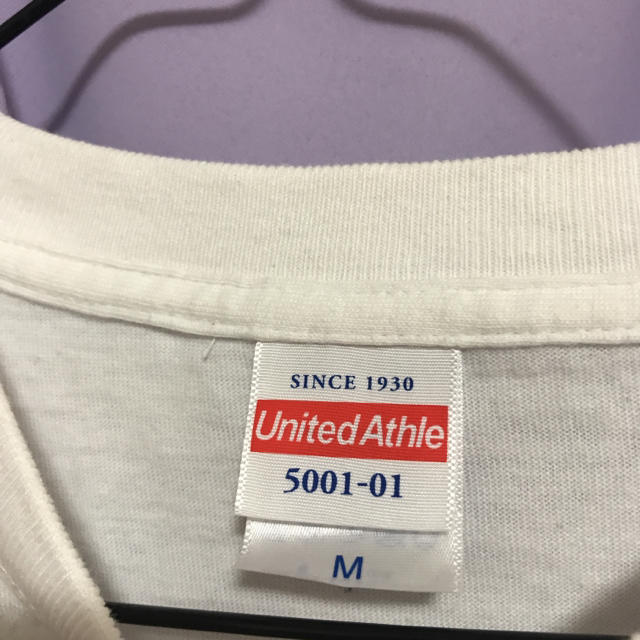 SINCE 1930
United Athle
5001-01
M